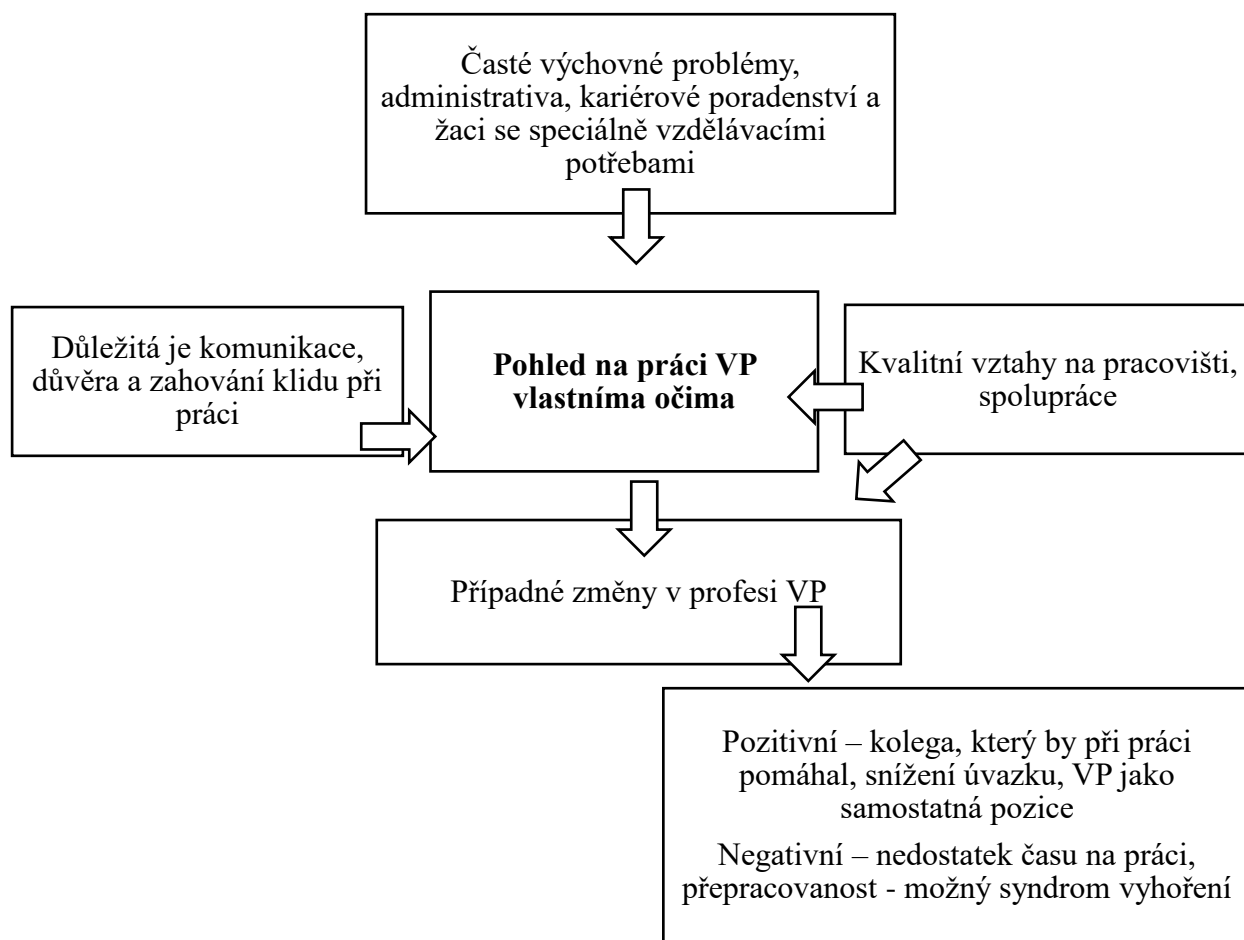 Časté výchovné problémy,
administrativa, kariérové poradenství a
žaci se speciálně vzdělávacími
potřebami
Důležitá je komunikace,
důvěra a zahování klidu při
práci
Pohled na práci VP
vlastníma očima
Kvalitní vztahy na pracovišti,
spolupráce
Případné změny v profesi VP
Pozitivní – kolega, který by při práci
pomáhal, snížení úvazku, VP jako
samostatná pozice
Negativní – nedostatek času na práci,
přepracovanost - možný syndrom vyhoření